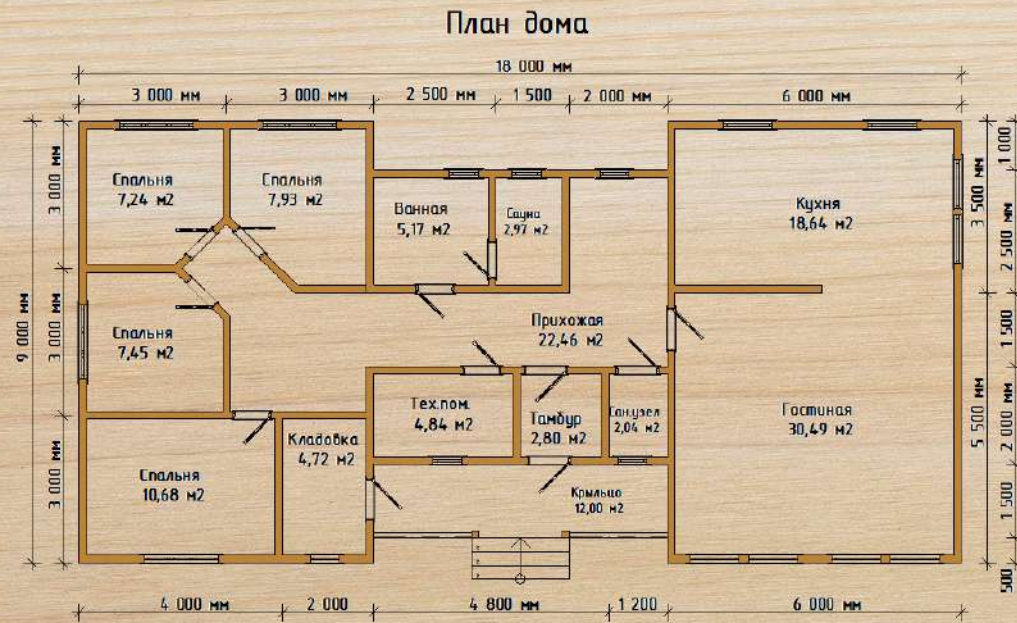 План дома
18 000 мм
3 000 мм
3 000 мм
2 500 мм
1 500
2 000 мм
6 000 мм
9 000 мм
3 000 мм
3 000 мм
3 000 мм
Спальня
7,24 м2
Спальня
7,93 м2
Ванная
5,17 м2
Сауна
2,97 м2
Кухня
18,64 м2
Прихожая
22,46 м2
Спальня
7,45 м2
Тех.пом.
4,84 м2
Тамбур
2,80 м2
Сан.узел
2,04 м2
Гостиная
30,49 м2
Кладовка
4,72 м2
Спальня
10,68 м2
Крыльцо
12,00 м2
3 500 мм
5 500 мм
1 000
2 500 мм
1 500
2 000 мм
1 500
500
4 000 мм
2 000
4 800 мм
1 200
6 000 мм